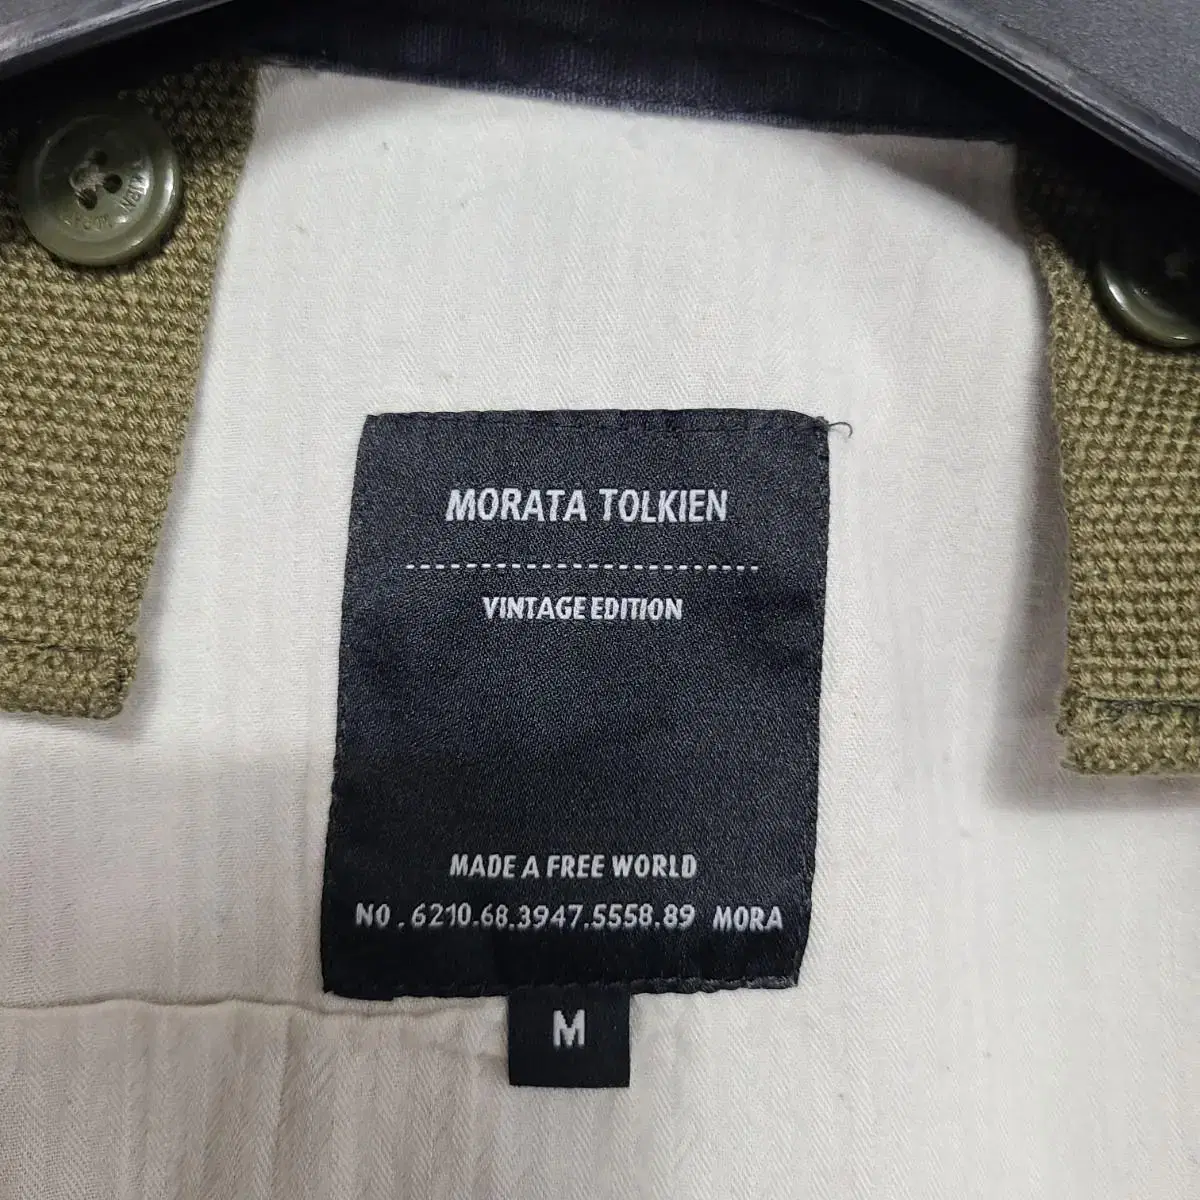 MORATA TOLKIEN
VINTAGE EDITION
MADE A FREE WORLD
NO.6210.68.3947.5558.89 MORA
M